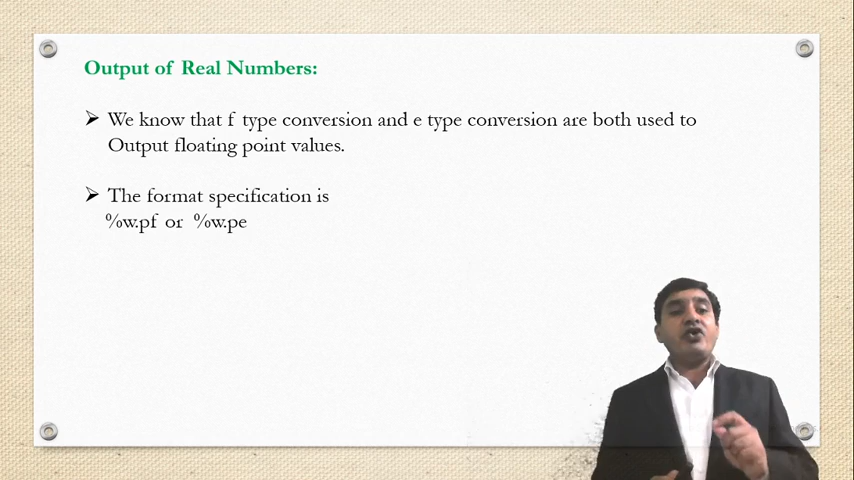 Output of Real Numbers:
➢ We know that f type conversion and e type conversion are both used to
Output floating point values.
➢ The format specification is
%w.pf or %w.pe